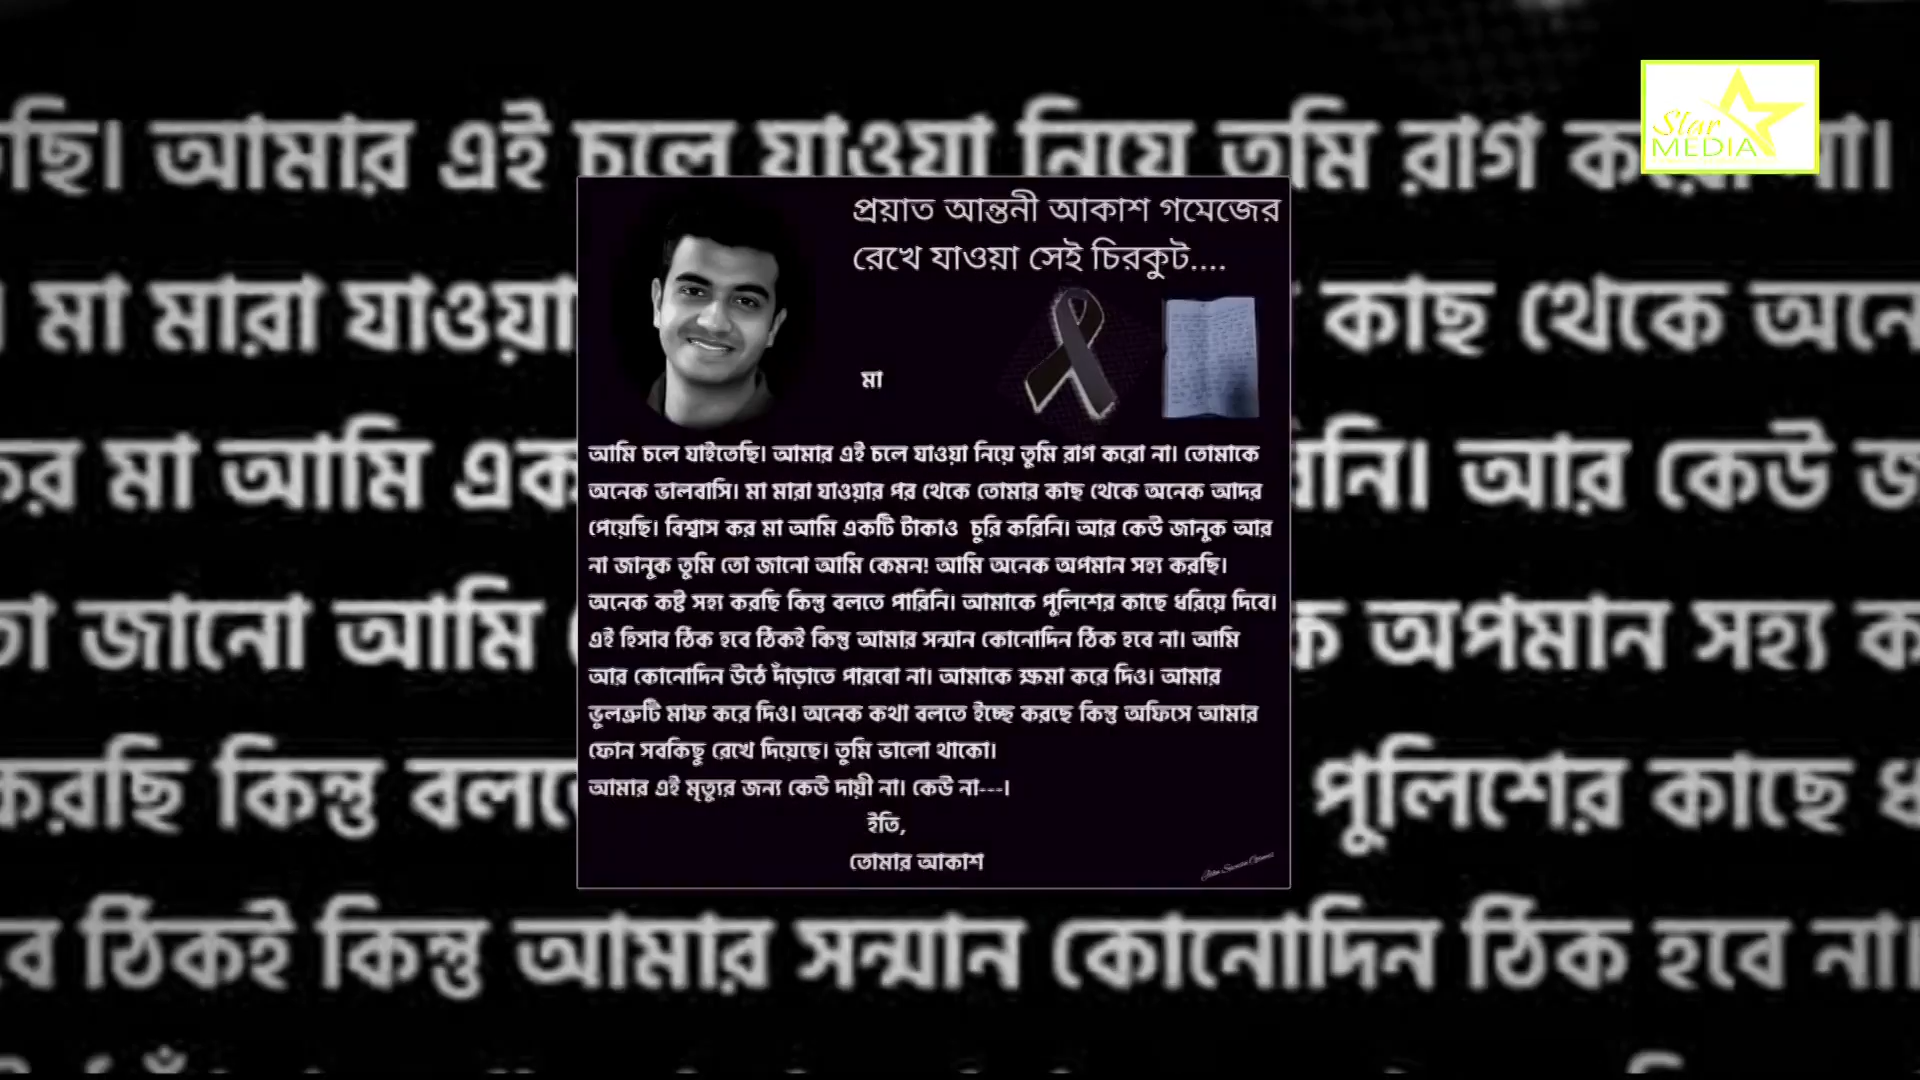 Star
MEDIA
প্রয়াত আন্তনী আকাশ গমেজের
রেখে যাওয়া সেই চিরকুট....
মা
আমি চলে যাইতেছি। আমার এই চলে যাওয়া নিয়ে তুমি রাগ করো না। তোমাকে
অনেক ভালবাসি। মা মারা যাওয়ার পর থেকে তোমার কাছ থেকে অনেক আদর
পেয়েছি। বিশ্বাস কর মা আমি একটি টাকাও চুরি করিনি। আর কেউ জানুক আর
না জানুক তুমি তো জানো আমি কেমন! আমি অনেক অপমান সহ্য করছি।
অনেক কষ্ট সহ্য করছি কিন্তু বলতে পারিনি। আমাকে পুলিশের কাছে ধরিয়ে দিবে।
এই হিসাব ঠিক হবে ঠিকই কিন্তু আমার সন্মান কোনোদিন ঠিক হবে না। আমি
আর কোনোদিন উঠে দাঁড়াতে পারবো না। আমাকে ক্ষমা করে দিও। আমার
ভুলত্রুটি মাফ করে দিও। অনেক কথা বলতে ইচ্ছে করছে কিন্তু অফিসে আমার
ফোন সবকিছু রেখে দিয়েছে। তুমি ভালো থাকো।
আমার এই মৃত্যুর জন্য কেউ দায়ী না। কেউ না---।
ইতি,
তোমার আকাশ
আমার এই চলে যাওয়া নিয়ে তুমি রাগ
মা মারা যাওয়া কাছ থেকে
মা আমি আর কেউ
জানো আমি অপমান সহ্য
করছি কিন্তু পুলিশের কাছে
ঠিকই কিন্তু আমার সন্মান কোনোদিন ঠিক হবে না।